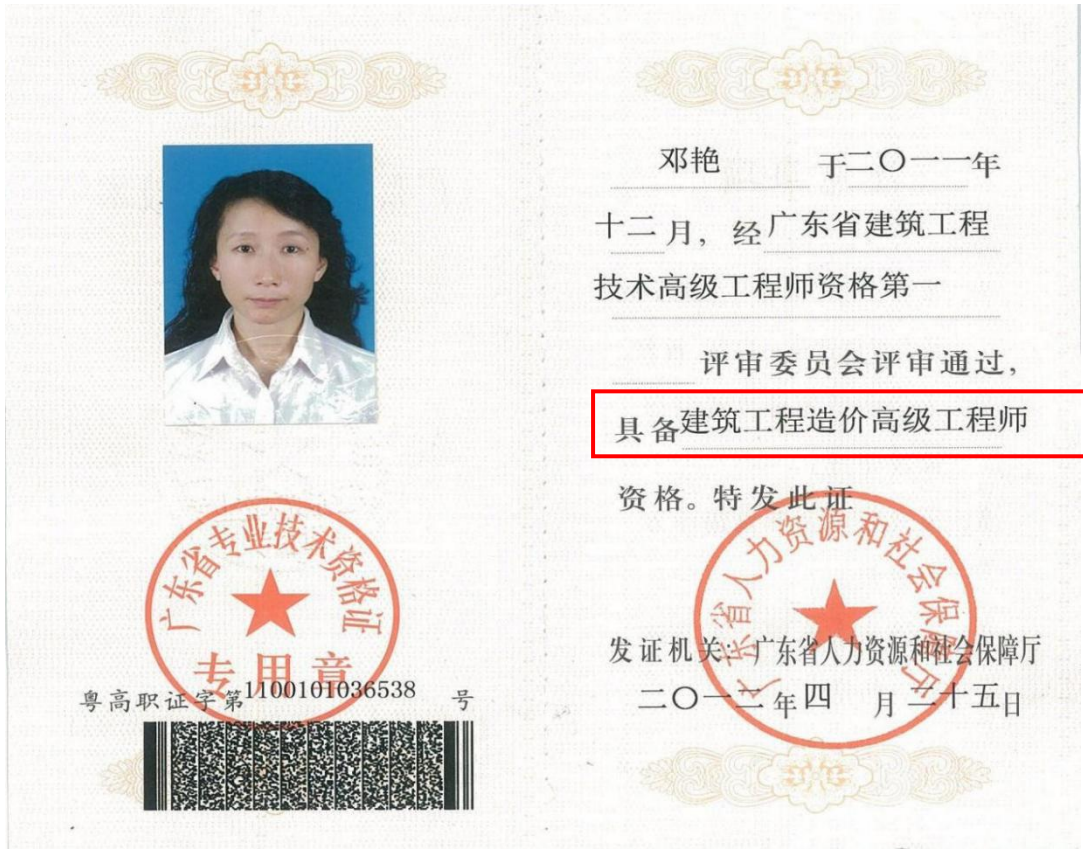 广东省专业技术资格证
专用章
粤高职证字第1100101036538号
邓艳 于二〇一一年
十二月，经广东省建筑工程
技术高级工程师资格第一
评审委员会评审通过，
具备建筑工程造价高级工程师
资格。特发此证
广东省人力资源和社会保障厅
发证机关：广东省人力资源和社会保障厅
二〇一二年四月二十五日